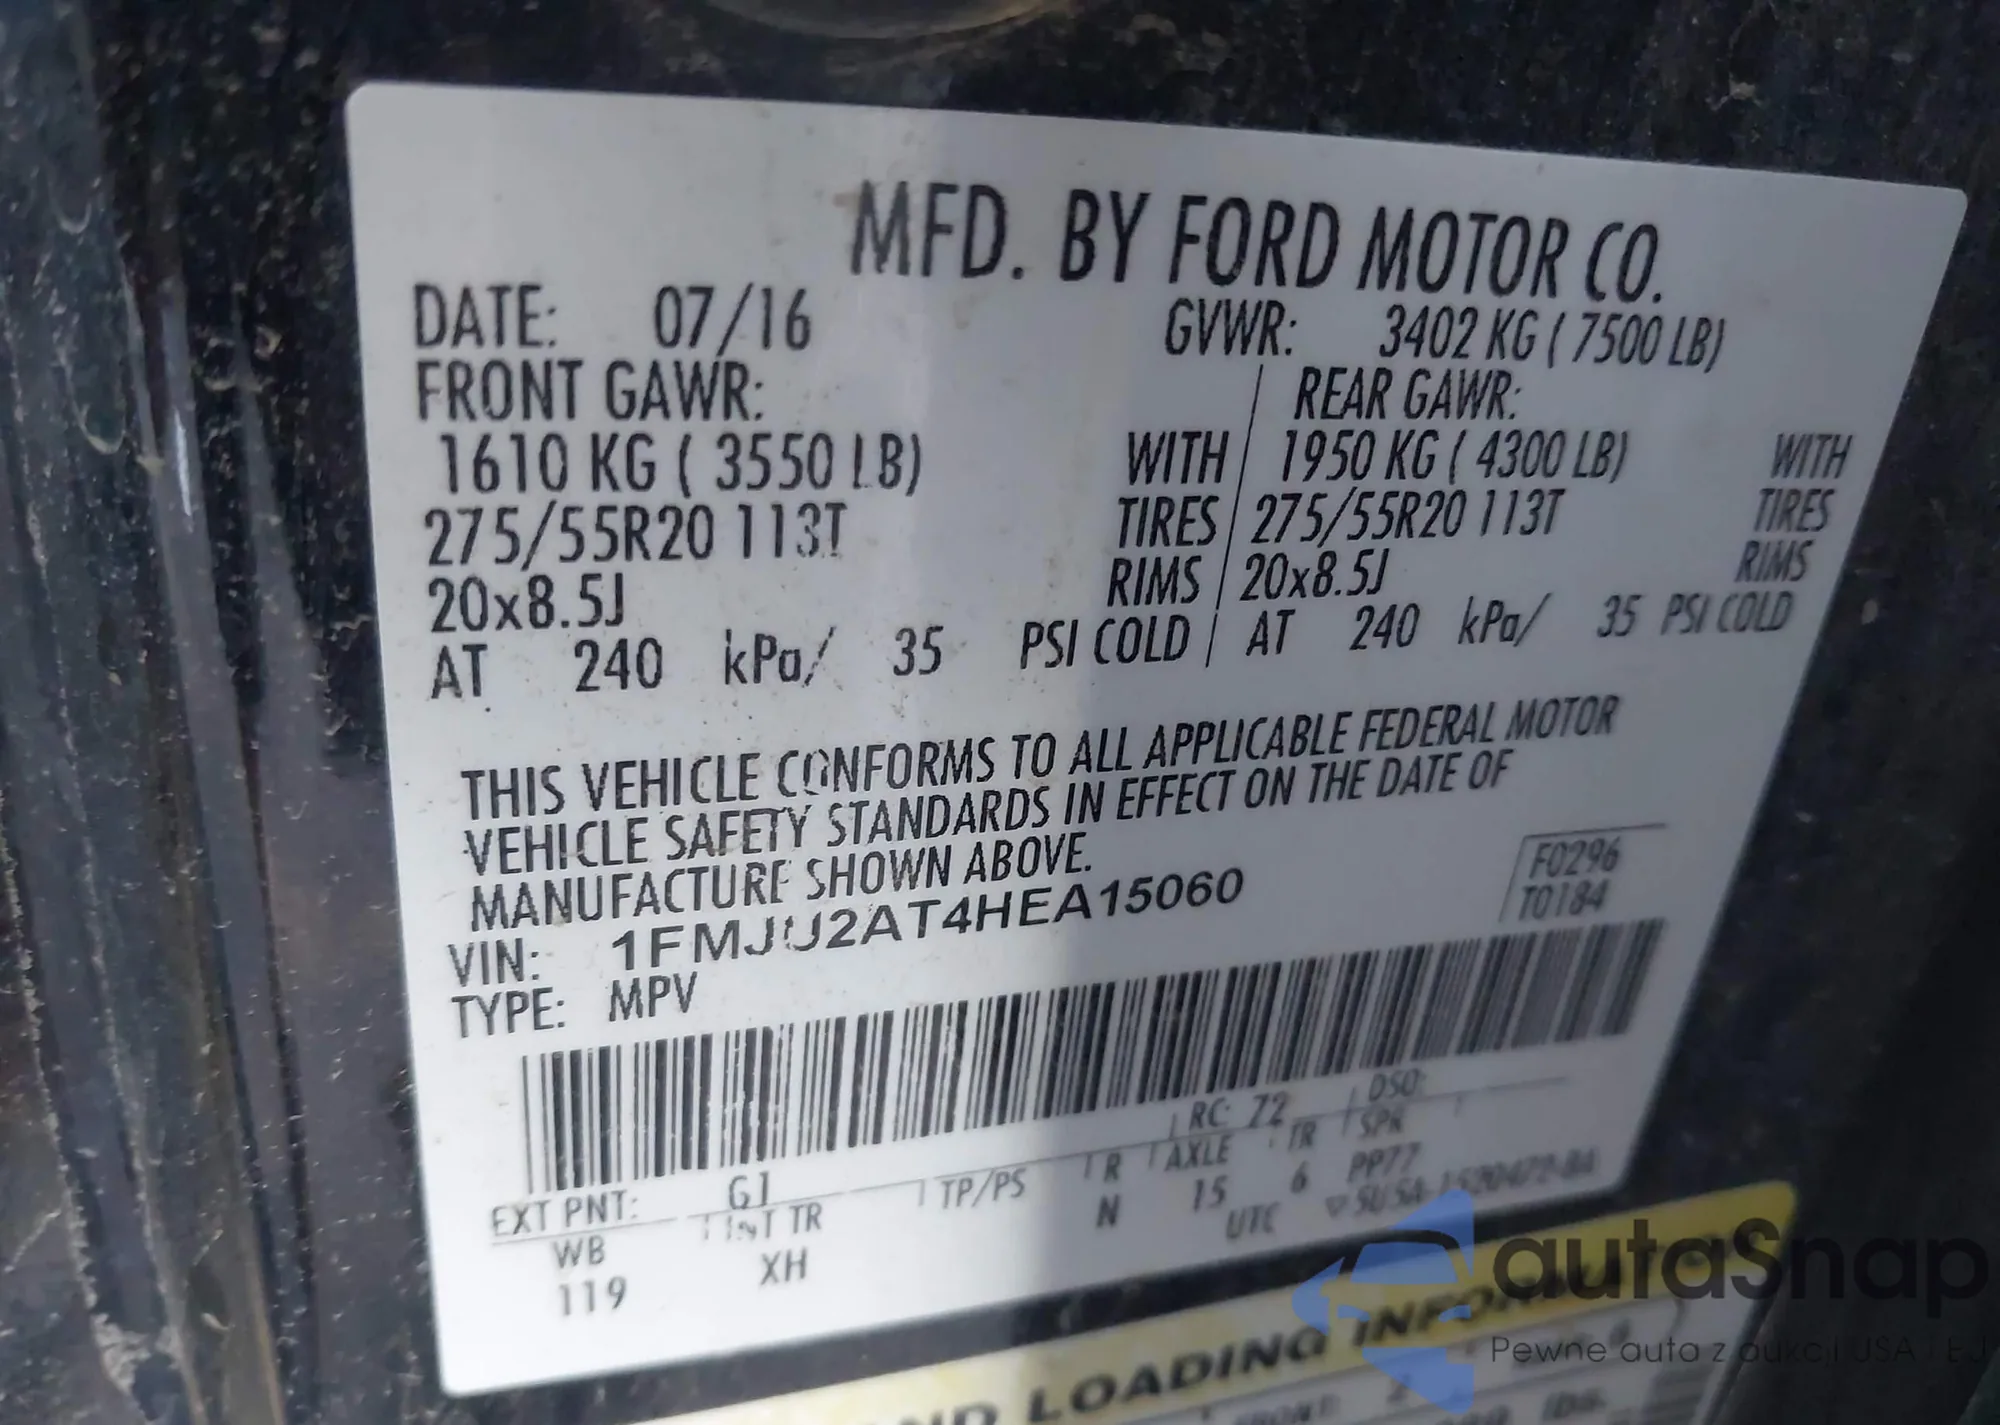 MFD. BY FORD MOTOR CO.
DATE: 07/16 GVWR: 3402 KG ( 7500 LB)
FRONT GAWR: REAR GAWR:
1610 KG ( 3550 LB) WITH 1950 KG ( 4300 LB) WITH
275/55R20 113T TIRES 275/55R20 113T TIRES
20x8.5J RIMS 20x8.5J RIMS
AT 240 kPa/ 35 PSI COLD AT 240 kPa/ 35 PSI COLD
THIS VEHICLE CONFORMS TO ALL APPLICABLE FEDERAL MOTOR
VEHICLE SAFETY STANDARDS IN EFFECT ON THE DATE OF
MANUFACTURE SHOWN ABOVE.
VIN: 1FMJU2AT4HEA15060
F0296
T0184
TYPE: MPV
EXT PNT: G1 RC: 72 DSO:
WB INT TR TP/PS R AXLE TR SPR
119 XH N 15 6 PP77
UTC
AND LOADING INFORMAT
FRONT: 2
autaSnap
Pewne auta z aukcji USA i EJ